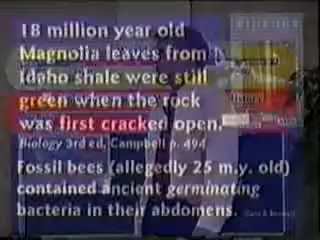 18 million year old
Magnolia leaves from
Idaho shale were still
green when the rock
was first cracked open.
Biology 3rd ed, Campbell p. 494
Fossil bees (allegedly 25 m.y. old)
contained ancient germinating
bacteria in their abdomens.